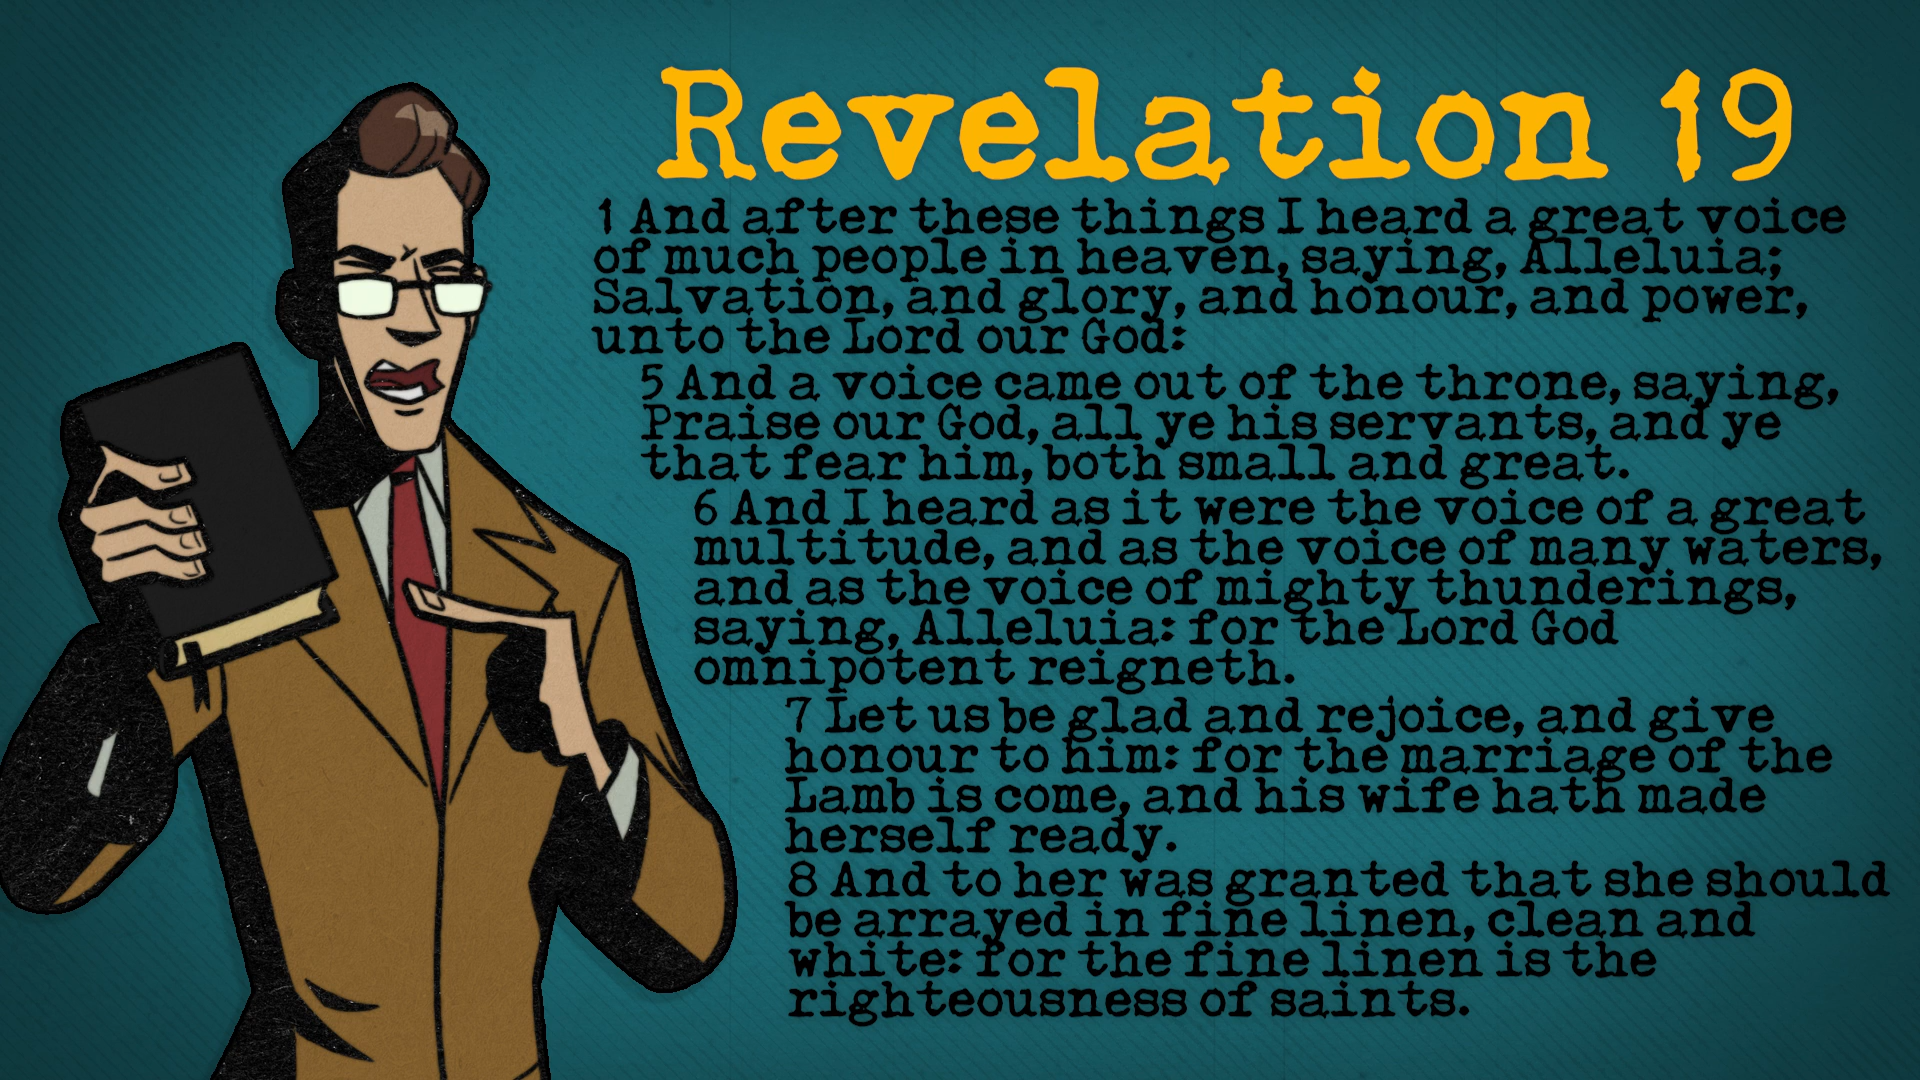 Revelation 19
1 And after these things I heard a great voice
of much people in heaven, saying, Alleluia;
Salvation, and glory, and honour, and power,
unto the Lord our God:
5 And a voice came out of the throne, saying,
Praise our God, all ye his servants, and ye
that fear him, both small and great.
6 And I heard as it were the voice of a great
multitude, and as the voice of many waters,
and as the voice of mighty thunderings,
saying, Alleluia: for the Lord God
omnipotent reigneth.
7 Let us be glad and rejoice, and give
honour to him: for the marriage of the
Lamb is come, and his wife hath made
herself ready.
8 And to her was granted that she should
be arrayed in fine linen, clean and
white: for the fine linen is the
righteousness of saints.